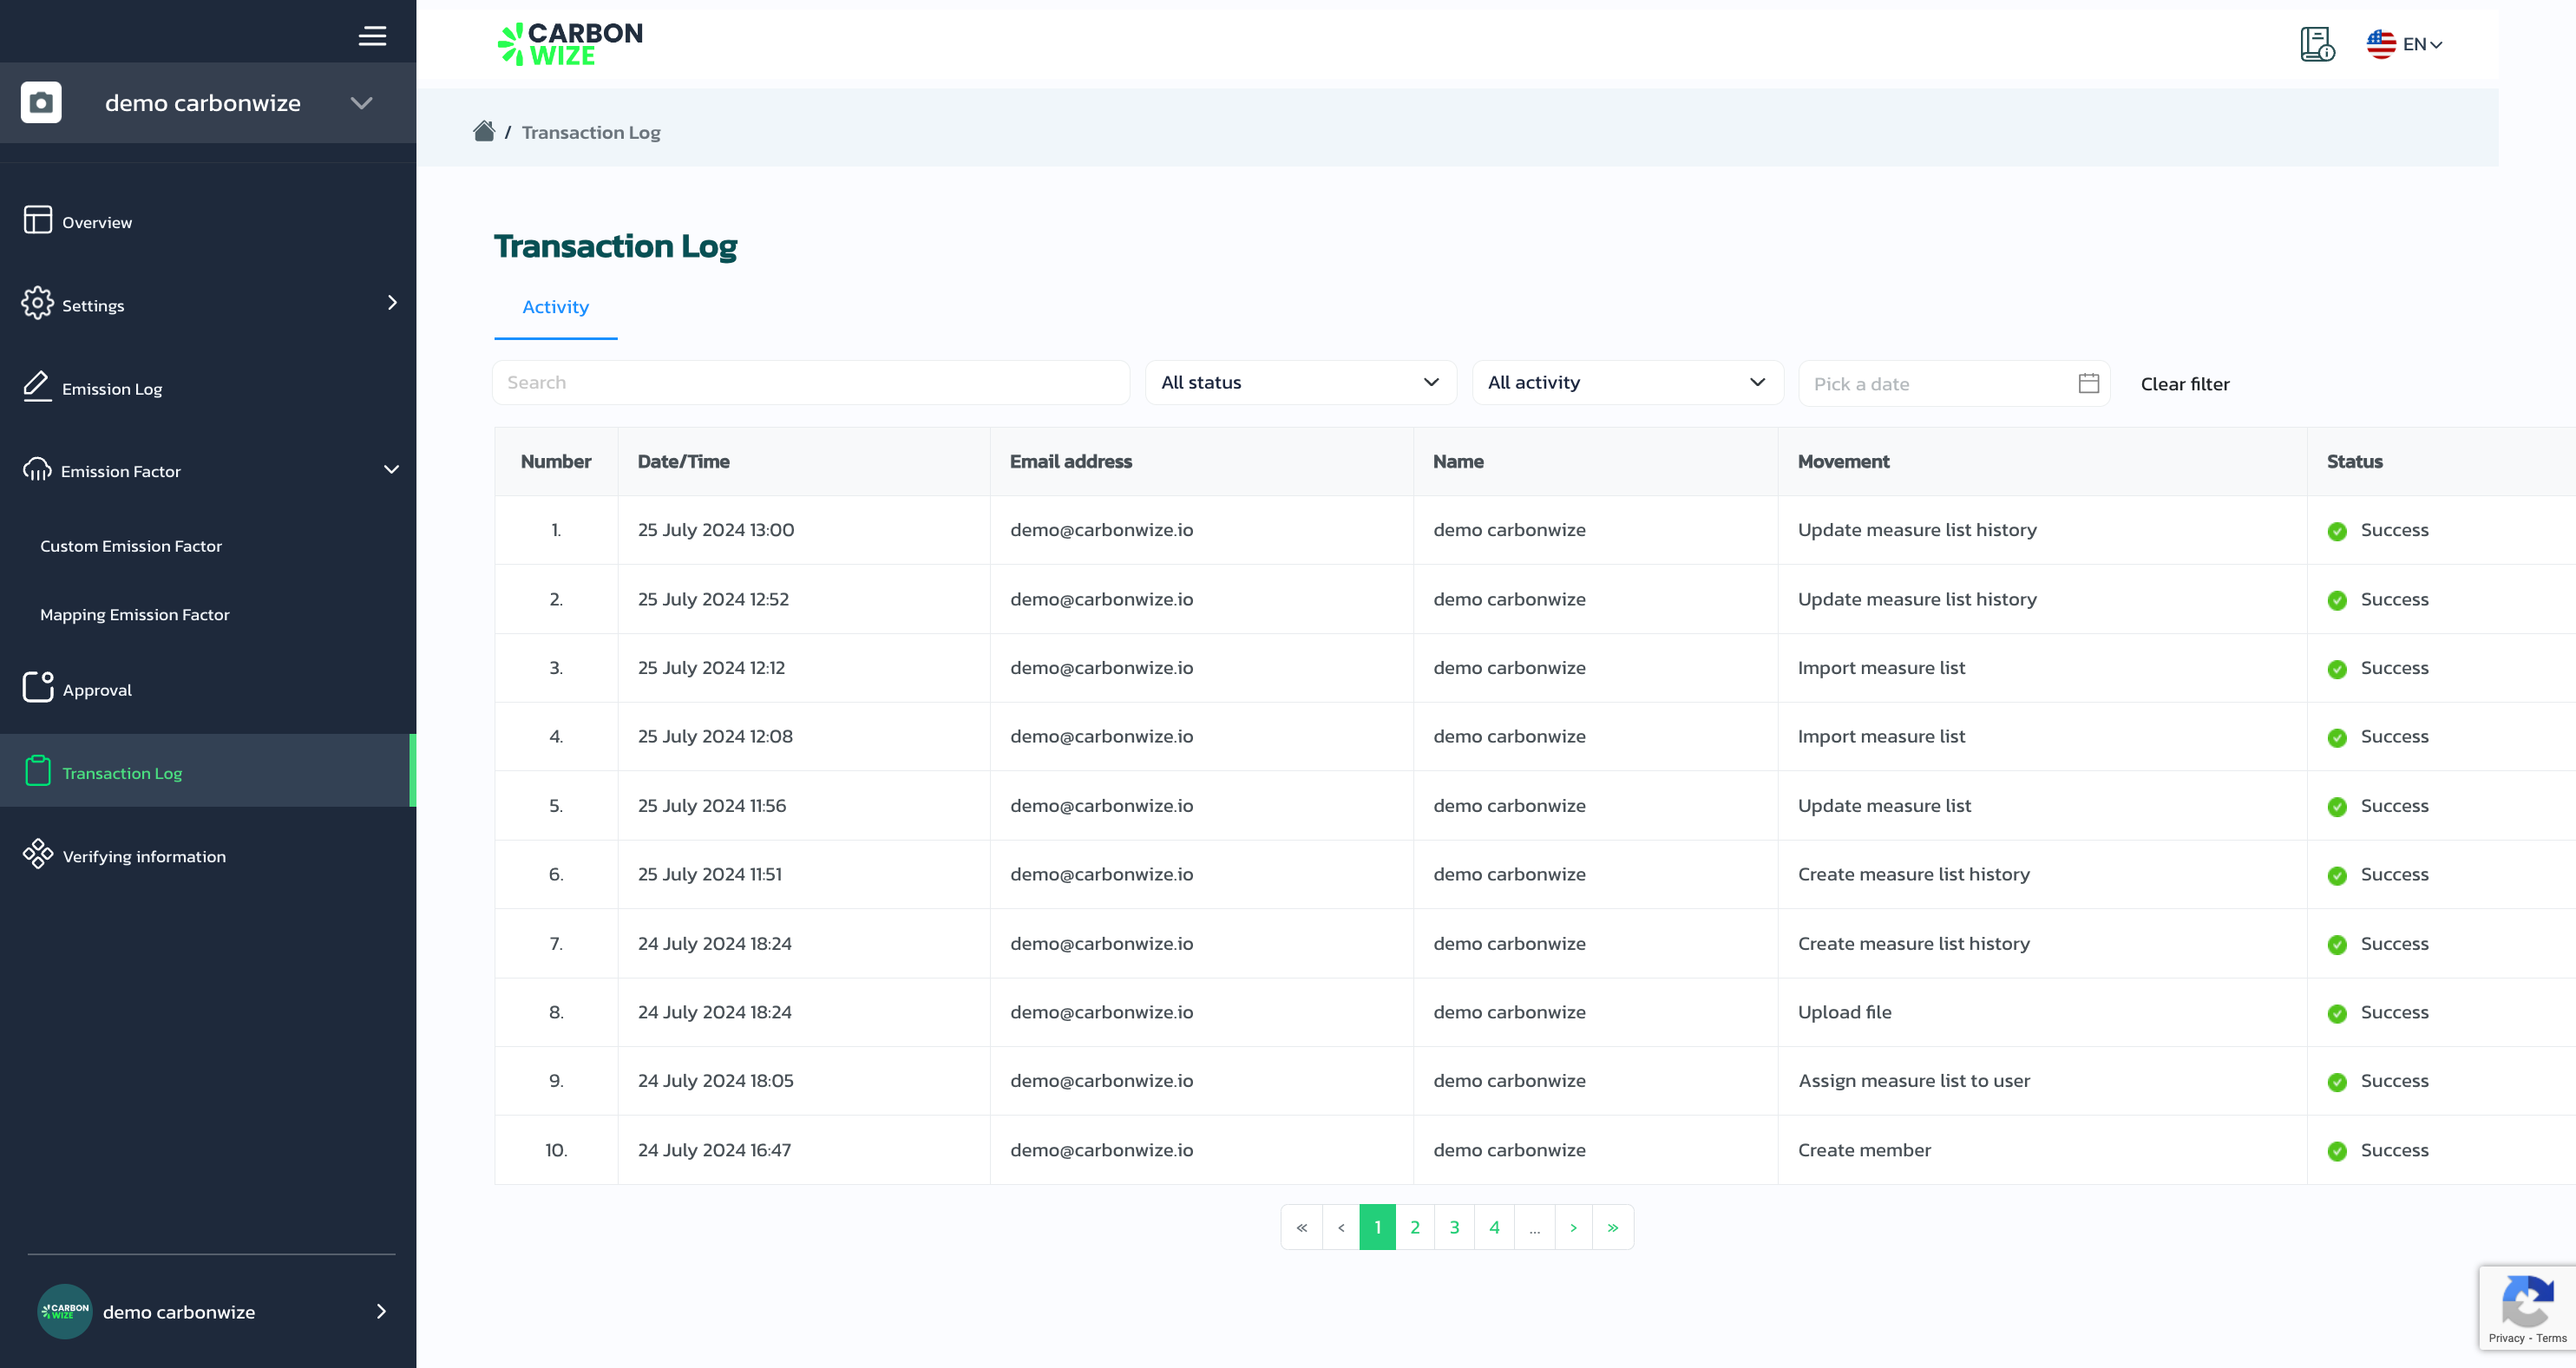 CARBON
WIZE
EN
demo carbonwize
/ Transaction Log
Overview
Settings
Emission Log
Emission Factor
Custom Emission Factor
Mapping Emission Factor
Approval
Transaction Log
Verifying information
CARBON
WIZE
demo carbonwize
Transaction Log
Activity
Search All status All activity Pick a date Clear filter
Number Date/Time Email address Name Movement Status
1. 25 July 2024 13:00 demo@carbonwize.io demo carbonwize Update measure list history Success
2. 25 July 2024 12:52 demo@carbonwize.io demo carbonwize Update measure list history Success
3. 25 July 2024 12:12 demo@carbonwize.io demo carbonwize Import measure list Success
4. 25 July 2024 12:08 demo@carbonwize.io demo carbonwize Import measure list Success
5. 25 July 2024 11:56 demo@carbonwize.io demo carbonwize Update measure list Success
6. 25 July 2024 11:51 demo@carbonwize.io demo carbonwize Create measure list history Success
7. 24 July 2024 18:24 demo@carbonwize.io demo carbonwize Create measure list history Success
8. 24 July 2024 18:24 demo@carbonwize.io demo carbonwize Upload file Success
9. 24 July 2024 18:05 demo@carbonwize.io demo carbonwize Assign measure list to user Success
10. 24 July 2024 16:47 demo@carbonwize.io demo carbonwize Create member Success
« ‹ 1 2 3 4 ... › »
Privacy - Terms